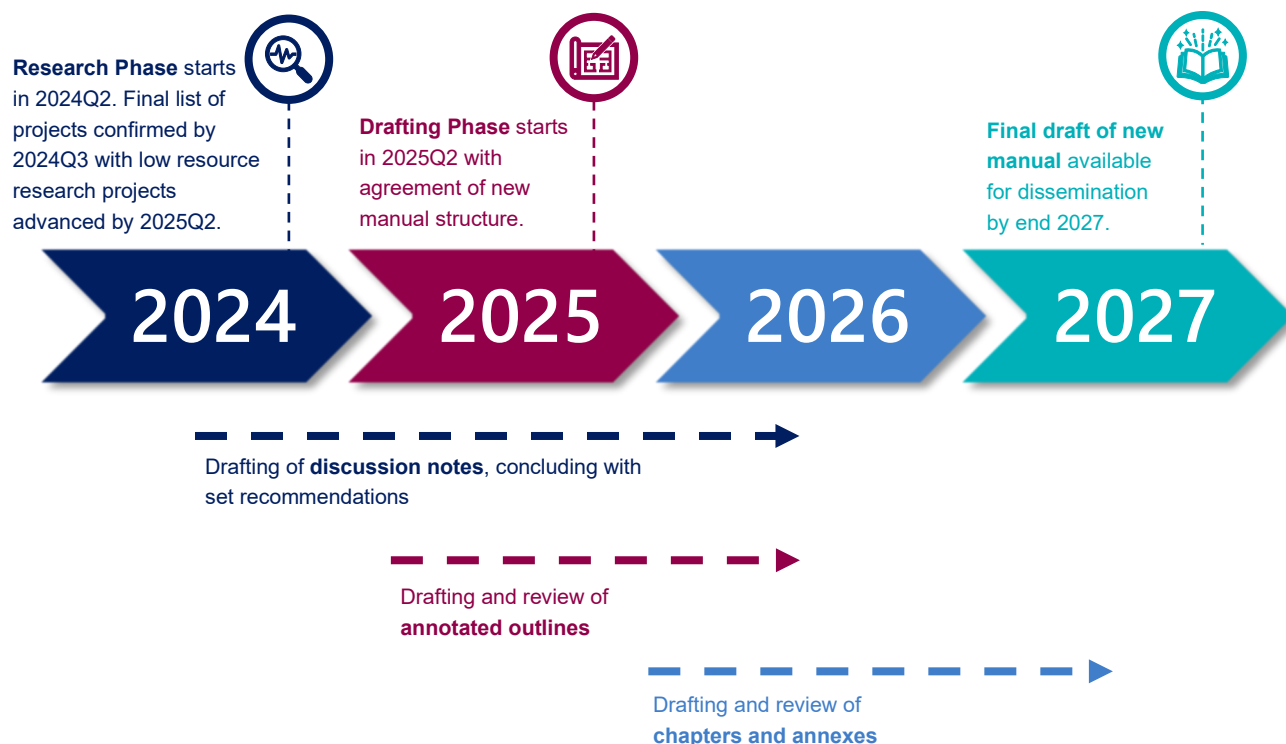 Research Phase starts
in 2024Q2. Final list of
projects confirmed by
2024Q3 with low resource
research projects
advanced by 2025Q2.
Drafting Phase starts
in 2025Q2 with
agreement of new
manual structure.
Final draft of new
manual available
for dissemination
by end 2027.
2024
2025
2026
2027
Drafting of discussion notes, concluding with
set recommendations
Drafting and review of
annotated outlines
Drafting and review of
chapters and annexes